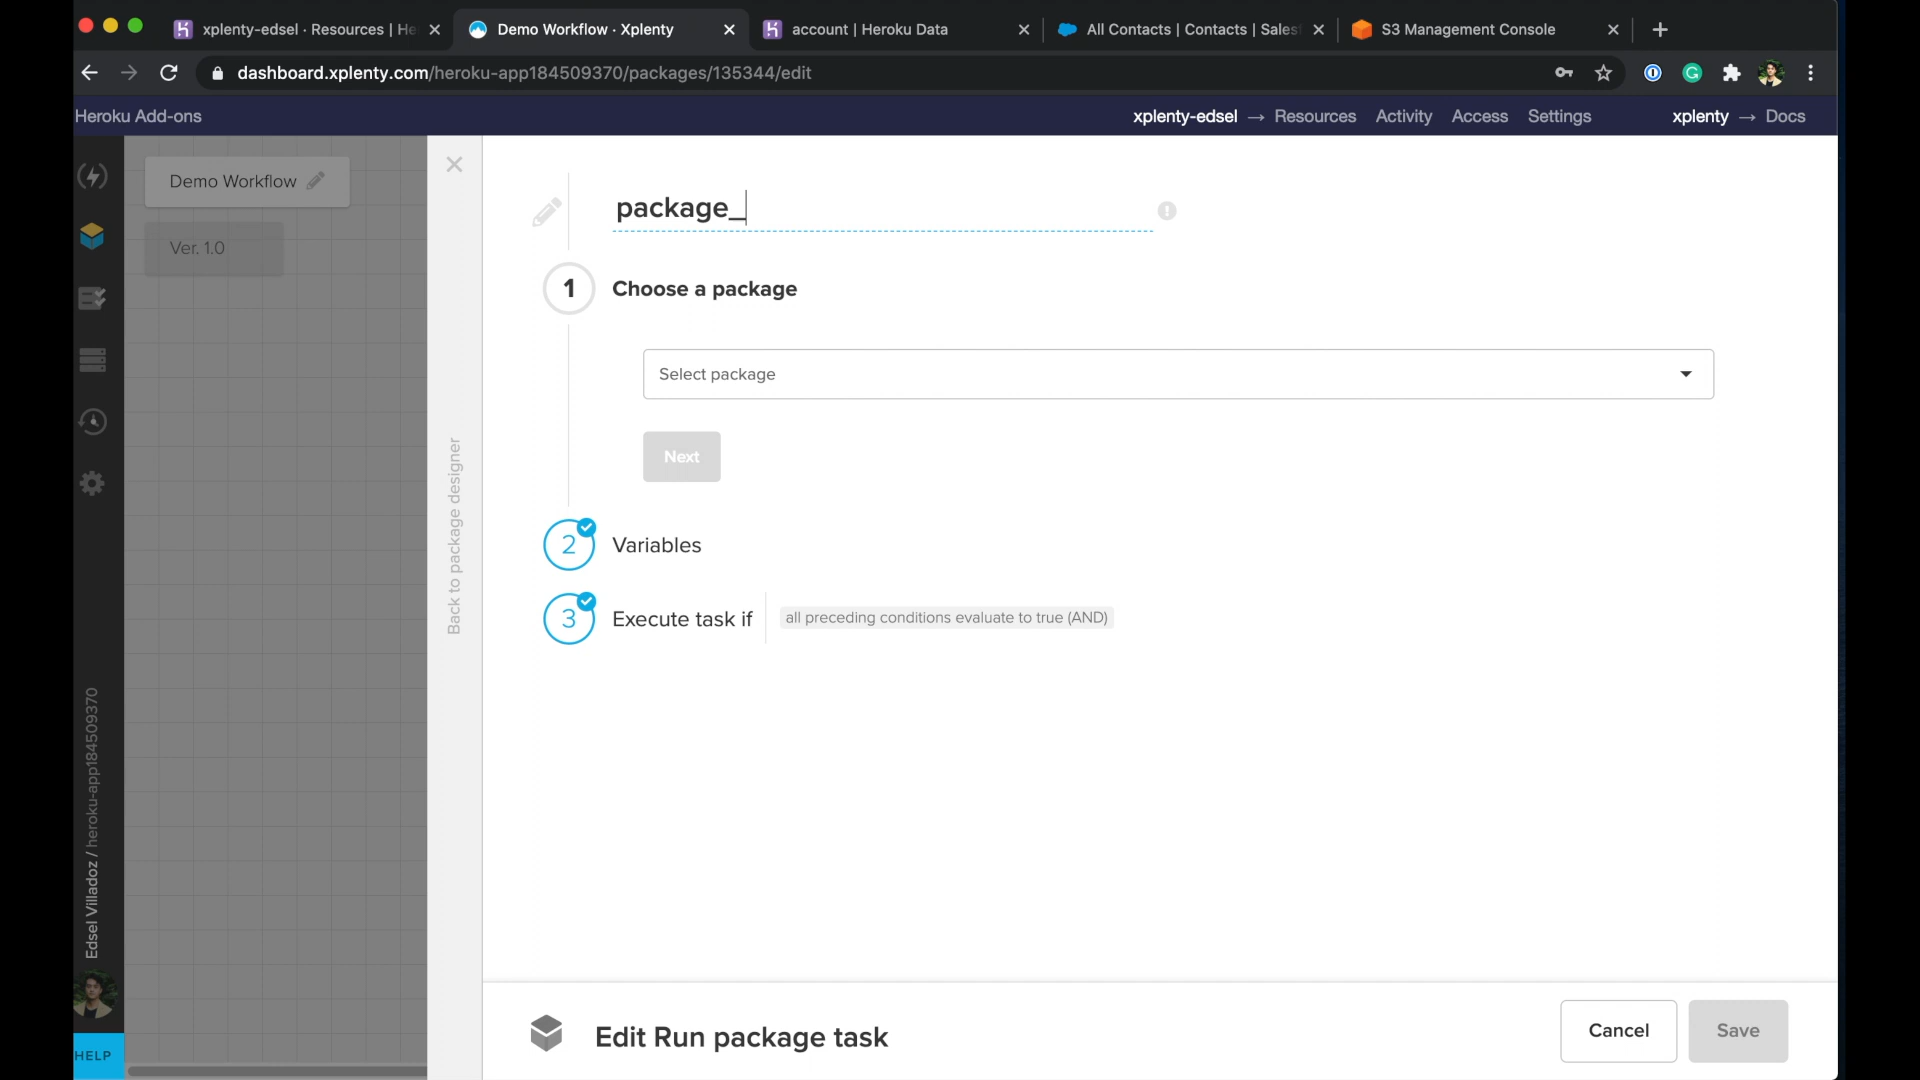 xplenty-edsel · Resources | He
Demo Workflow · Xplenty
account | Heroku Data
All Contacts | Contacts | Salesf
S3 Management Console
dashboard.xplenty.com/heroku-app184509370/packages/135344/edit
Heroku Add-ons
xplenty-edsel → Resources Activity Access Settings
xplenty → Docs
Demo Workflow
Ver. 1.0
package_
1 Choose a package
Select package
Next
2 Variables
3 Execute task if
all preceding conditions evaluate to true (AND)
Back to package designer
Edsel Villadoz / heroku-app184509370
HELP
Edit Run package task
Cancel
Save